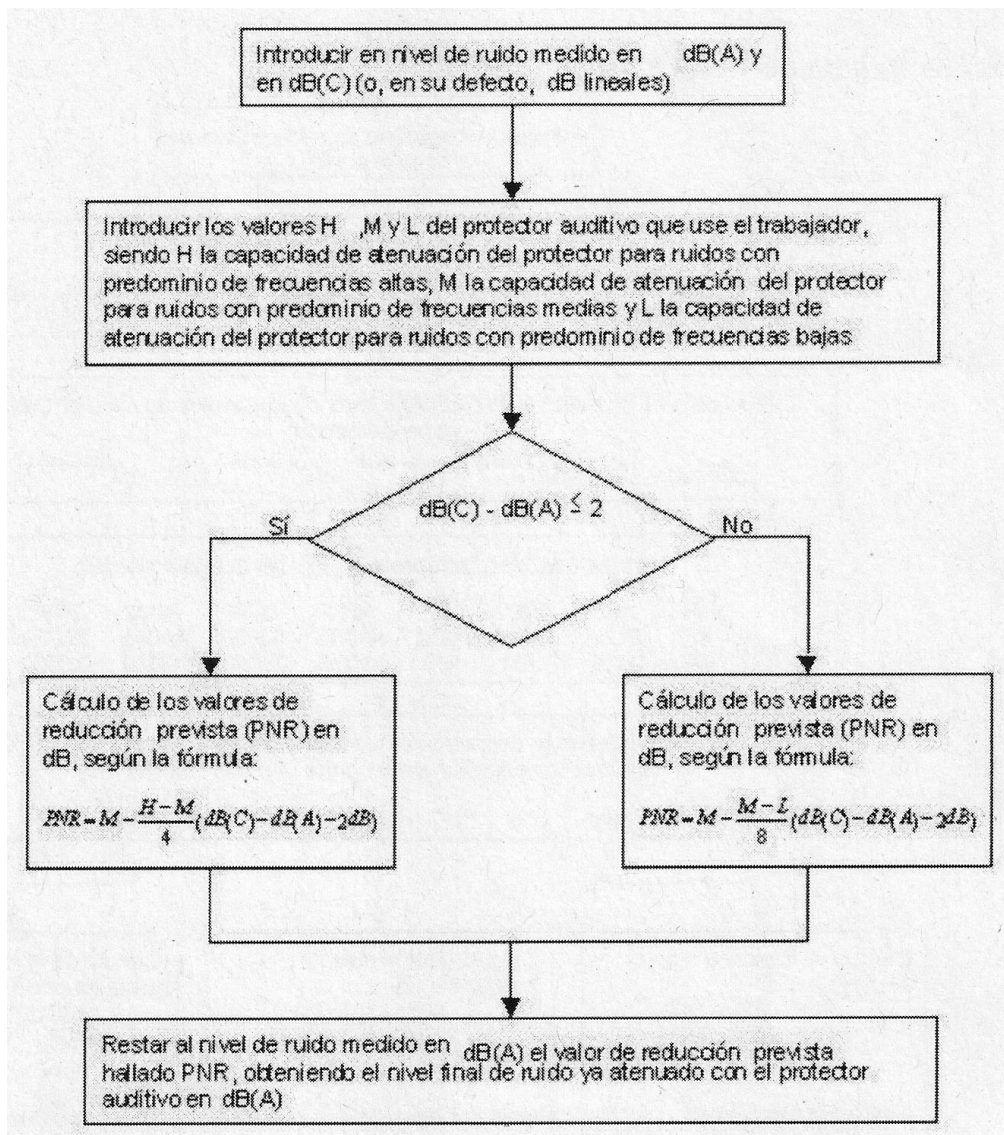 Introducir en nivel de ruido medido en dB(A) y
en dB(C) (o, en su defecto, dB lineales)
Introducir los valores H ,M y L del protector auditivo que use el trabajador,
siendo H la capacidad de atenuación del protector para ruidos con
predominio de frecuencias altas, M la capacidad de atenuación del protector
para ruidos con predominio de frecuencias medias y L la capacidad de
atenuación del protector para ruidos con predominio de frecuencias bajas
dB(C) - dB(A) ≤ 2
Sí
No
Cálculo de los valores de
reducción prevista (PNR) en
dB, según la fórmula:
PNR = M - (H - M)/4 (dB(C) - dB(A) - 2dB)
Cálculo de los valores de
reducción prevista (PNR) en
dB, según la fórmula:
PNR = M - (M - L)/8 (dB(C) - dB(A) - 2dB)
Restar al nivel de ruido medido en dB(A) el valor de reducción prevista
hallado PNR, obteniendo el nivel final de ruido ya atenuado con el protector
auditivo en dB(A)